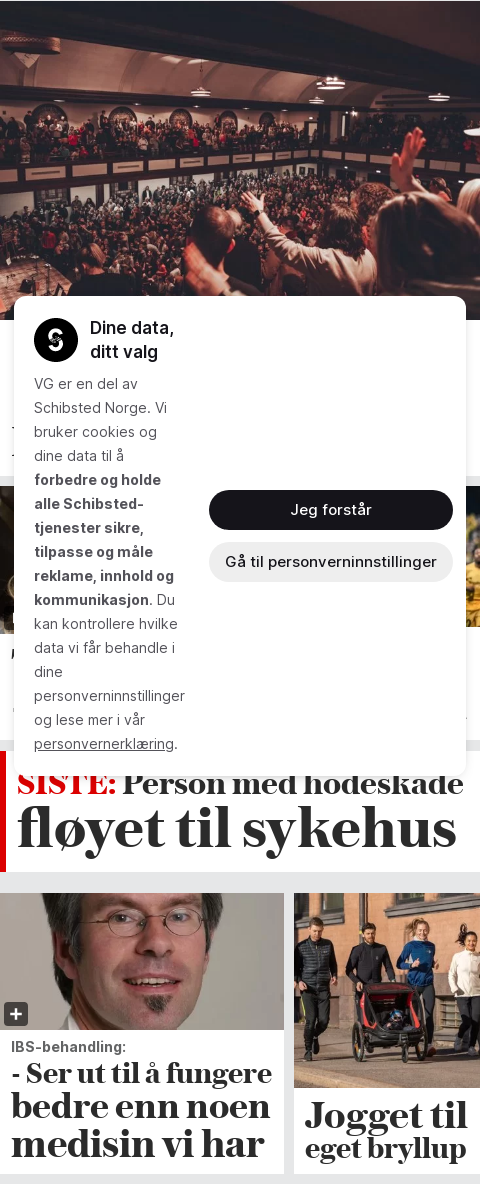 Dine data,
ditt valg
VG er en del av
Schibsted Norge. Vi
bruker cookies og
dine data til å
forbedre og holde
alle Schibsted-
tjenester sikre,
tilpasse og måle
reklame, innhold og
kommunikasjon. Du
kan kontrollere hvilke
data vi får behandle i
dine
personverninnstillinger
og lese mer i vår
personvernerklæring.
Jeg forstår
Gå til personverninnstillinger
SISTE: Person med hodeskade
fløyet til sykehus
IBS-behandling:
- Ser ut til å fungere
bedre enn noen
medisin vi har
Jogget til
eget bryllup